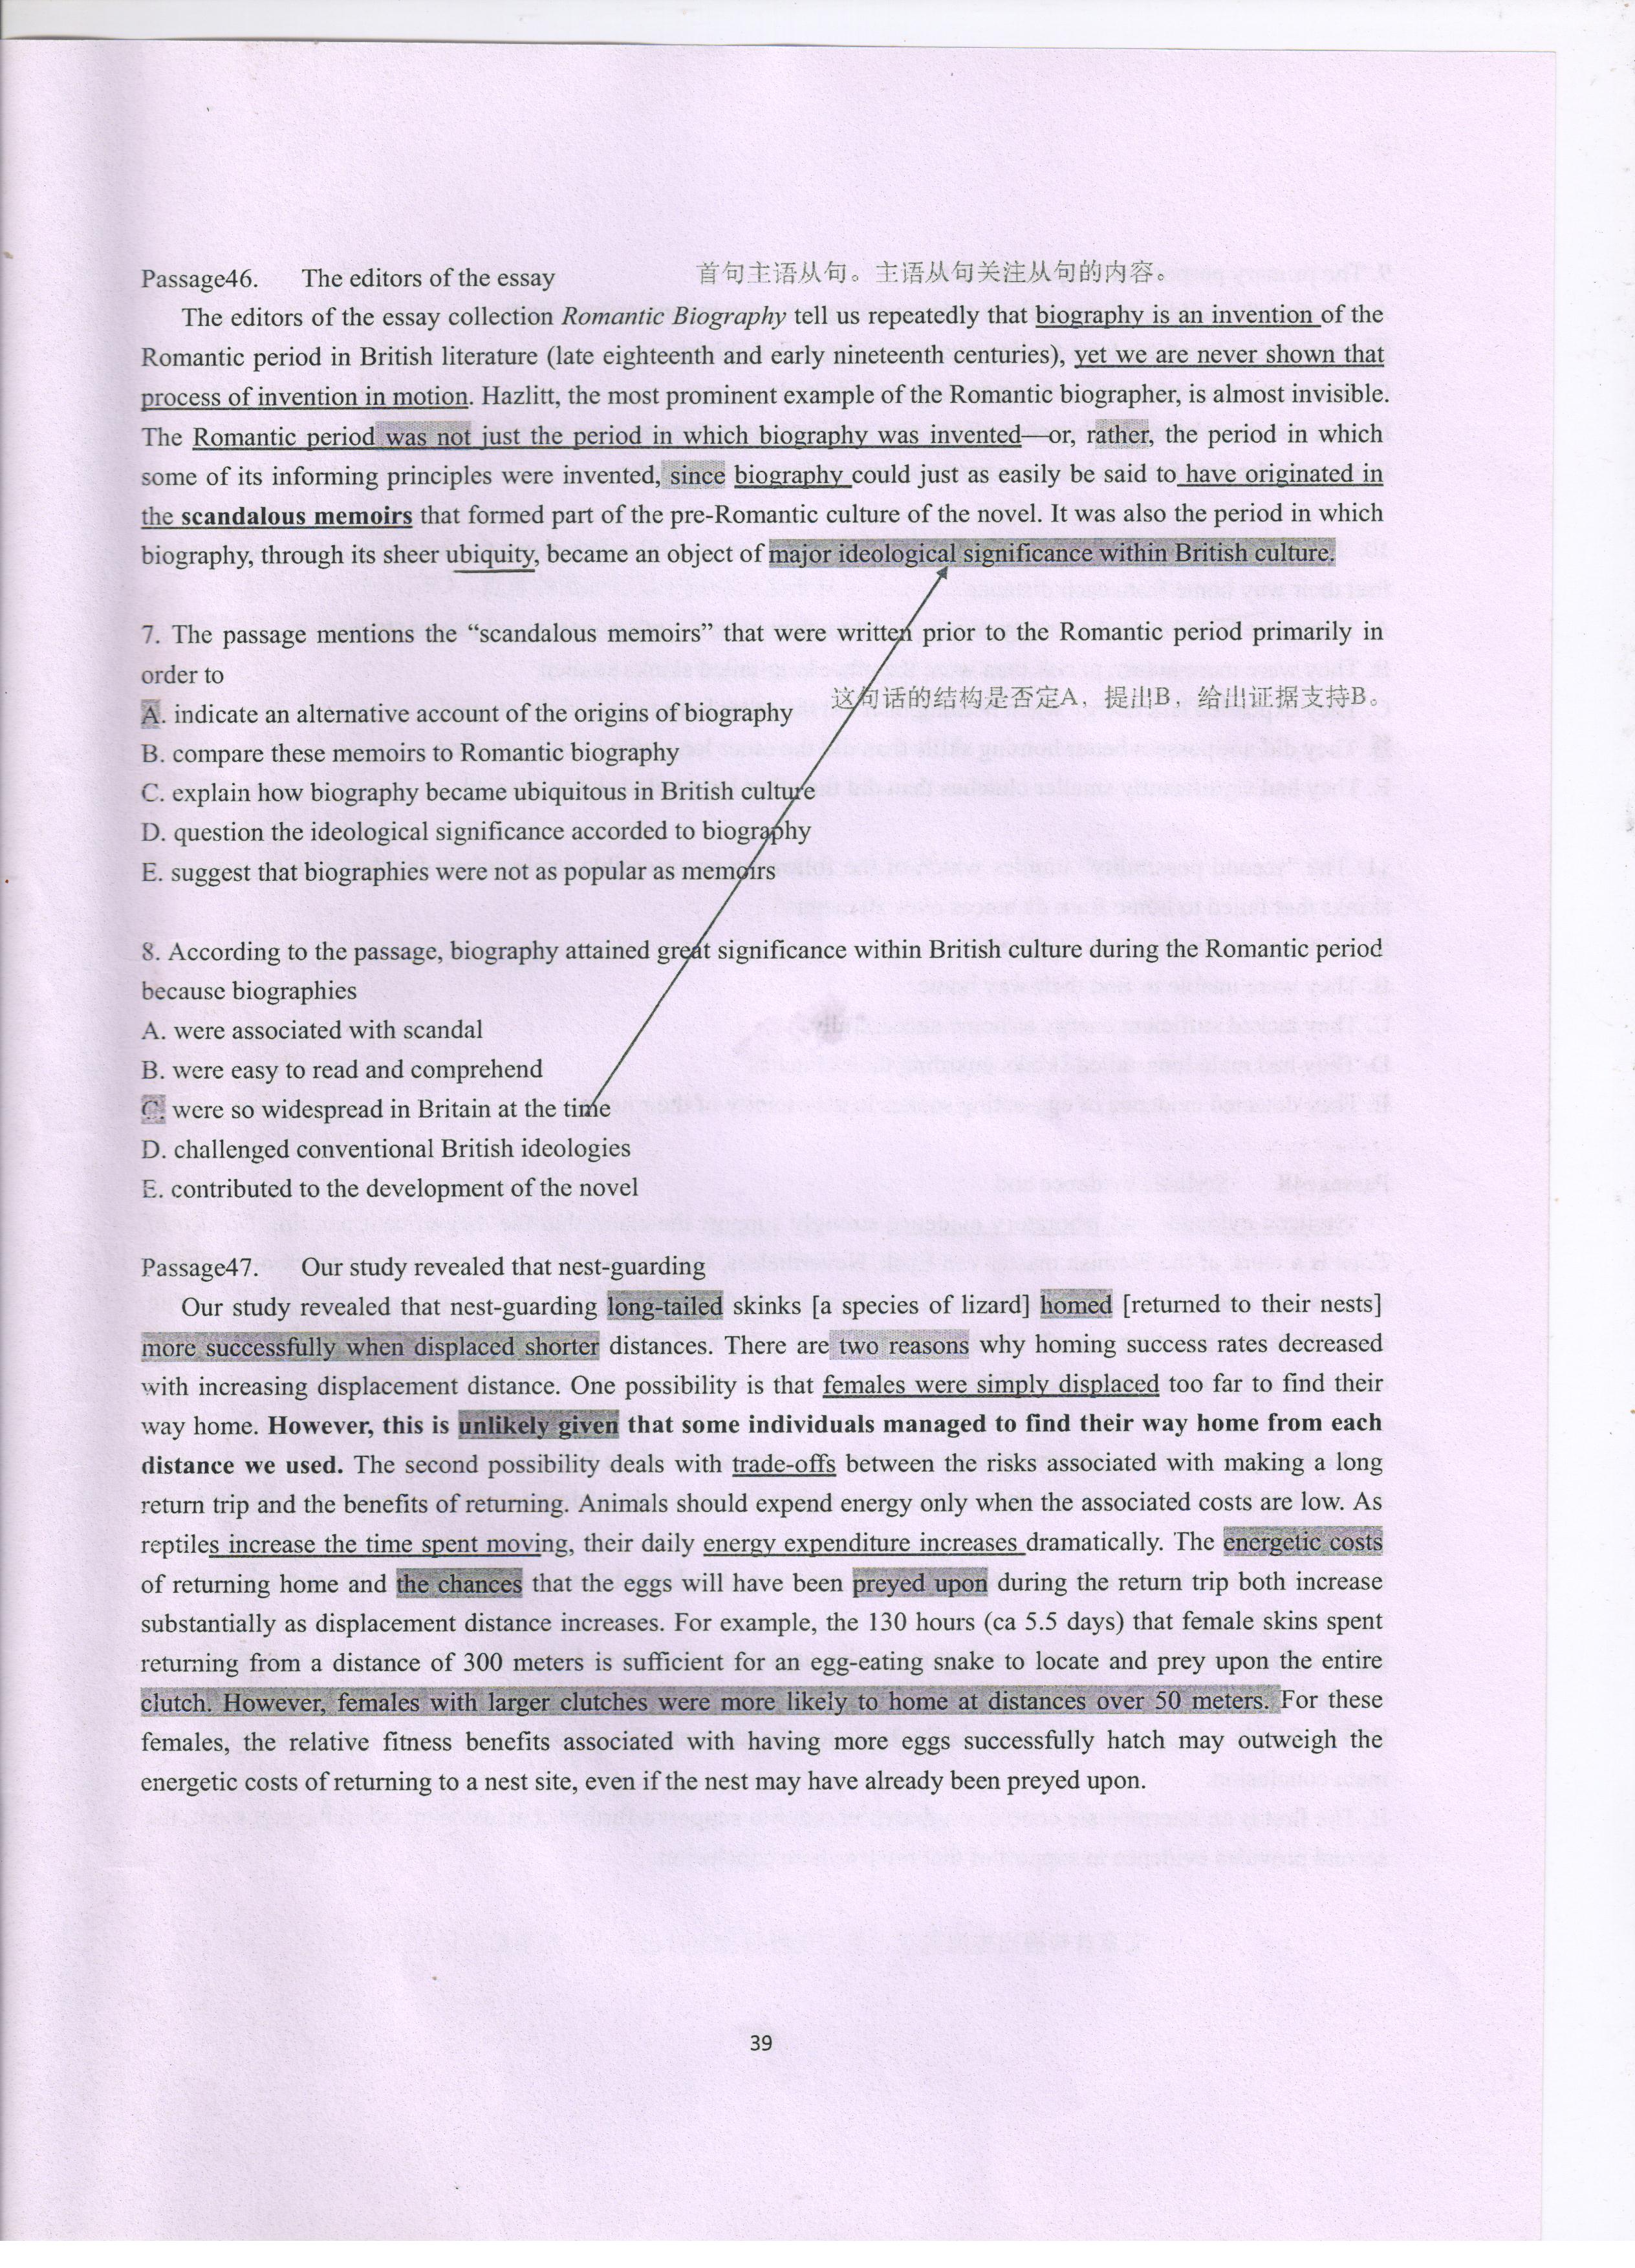 Passage46. The editors of the essay 首句主语从句。主语从句关注从句的内容。
The editors of the essay collection Romantic Biography tell us repeatedly that biography is an invention of the
Romantic period in British literature (late eighteenth and early nineteenth centuries), yet we are never shown that
process of invention in motion. Hazlitt, the most prominent example of the Romantic biographer, is almost invisible.
The Romantic period was not just the period in which biography was invented—or, rather, the period in which
some of its informing principles were invented, since biography could just as easily be said to have originated in
the scandalous memoirs that formed part of the pre-Romantic culture of the novel. It was also the period in which
biography, through its sheer ubiquity, became an object of major ideological significance within British culture.
7. The passage mentions the “scandalous memoirs” that were written prior to the Romantic period primarily in
order to
这句话的结构是否定A，提出B，给出证据支持B。
A. indicate an alternative account of the origins of biography
B. compare these memoirs to Romantic biography
C. explain how biography became ubiquitous in British culture
D. question the ideological significance accorded to biography
E. suggest that biographies were not as popular as memoirs
8. According to the passage, biography attained great significance within British culture during the Romantic period
because biographies
A. were associated with scandal
B. were easy to read and comprehend
C. were so widespread in Britain at the time
D. challenged conventional British ideologies
E. contributed to the development of the novel
Passage47. Our study revealed that nest-guarding
Our study revealed that nest-guarding long-tailed skinks [a species of lizard] homed [returned to their nests]
more successfully when displaced shorter distances. There are two reasons why homing success rates decreased
with increasing displacement distance. One possibility is that females were simply displaced too far to find their
way home. However, this is unlikely given that some individuals managed to find their way home from each
distance we used. The second possibility deals with trade-offs between the risks associated with making a long
return trip and the benefits of returning. Animals should expend energy only when the associated costs are low. As
reptiles increase the time spent moving, their daily energy expenditure increases dramatically. The energetic costs
of returning home and the chances that the eggs will have been preyed upon during the return trip both increase
substantially as displacement distance increases. For example, the 130 hours (ca 5.5 days) that female skins spent
returning from a distance of 300 meters is sufficient for an egg-eating snake to locate and prey upon the entire
clutch. However, females with larger clutches were more likely to home at distances over 50 meters. For these
females, the relative fitness benefits associated with having more eggs successfully hatch may outweigh the
energetic costs of returning to a nest site, even if the nest may have already been preyed upon.
39